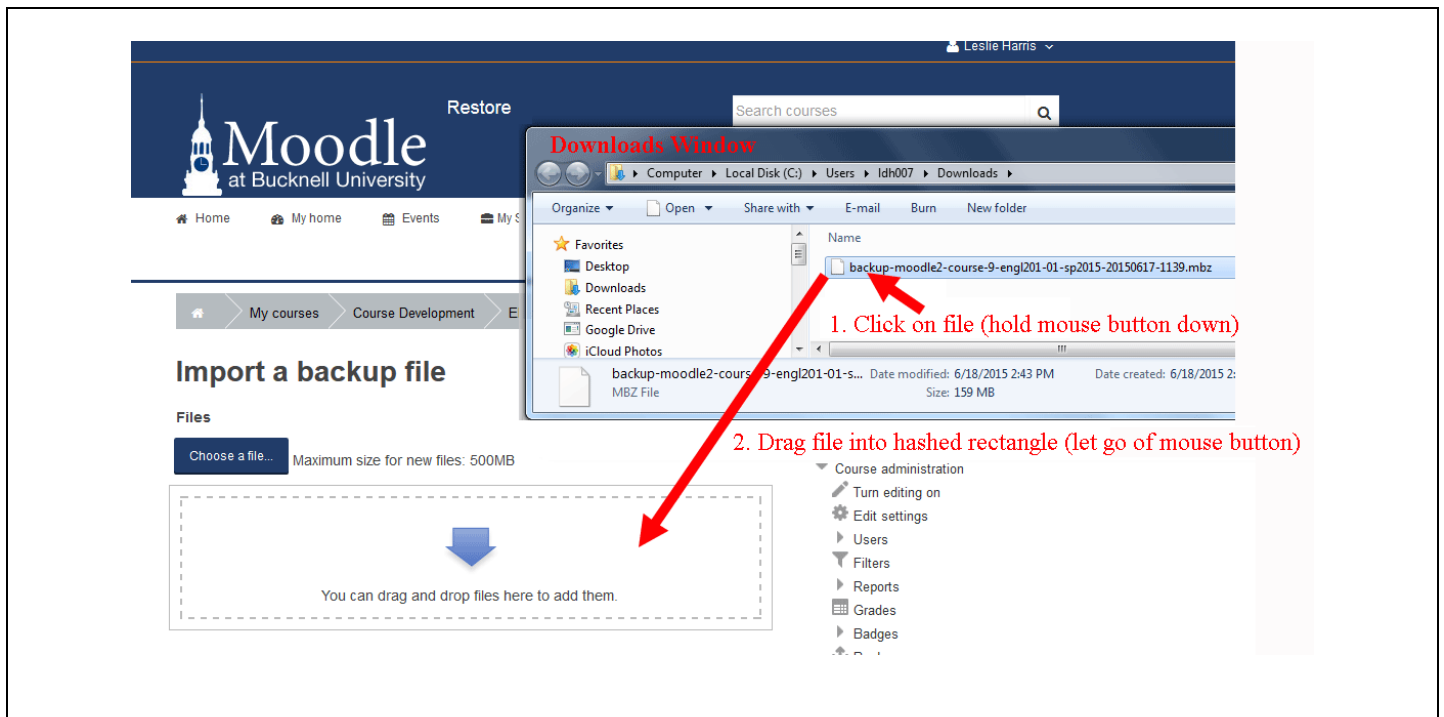 Leslie Harris
Restore
Search courses
Moodle
at Bucknell University
Home My home Events My S
Downloads Window
Computer Local Disk (C:) Users ldh007 Downloads
Organize Open Share with E-mail Burn New folder
Favorites
Desktop
Downloads
Recent Places
Google Drive
iCloud Photos
Name
backup-moodle2-course-9-engl201-01-sp2015-20150617-1139.mbz
1. Click on file (hold mouse button down)
backup-moodle2-course-9-engl201-01-s... Date modified: 6/18/2015 2:43 PM Date created: 6/18/2015 2:
MBZ File Size: 159 MB
My courses Course Development E
Import a backup file
Files
Choose a file... Maximum size for new files: 500MB
2. Drag file into hashed rectangle (let go of mouse button)
You can drag and drop files here to add them.
Course administration
Turn editing on
Edit settings
Users
Filters
Reports
Grades
Badges